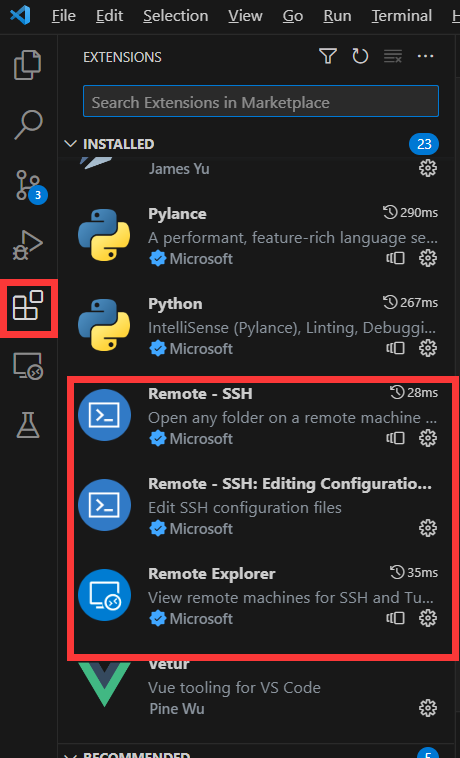 File Edit Selection View Go Run Terminal
EXTENSIONS
Search Extensions in Marketplace
INSTALLED 23
James Yu
Pylance 290ms
A performant, feature-rich language se...
Microsoft
3
Python 267ms
IntelliSense (Pylance), Linting, Debuggi...
Microsoft
Remote - SSH 28ms
Open any folder on a remote machine ...
Microsoft
Remote - SSH: Editing Configuratio...
Edit SSH configuration files
Microsoft
Remote Explorer 35ms
View remote machines for SSH and Tu...
Microsoft
Vetur
Vue tooling for VS Code
Pine Wu
RECOMMENDED 5